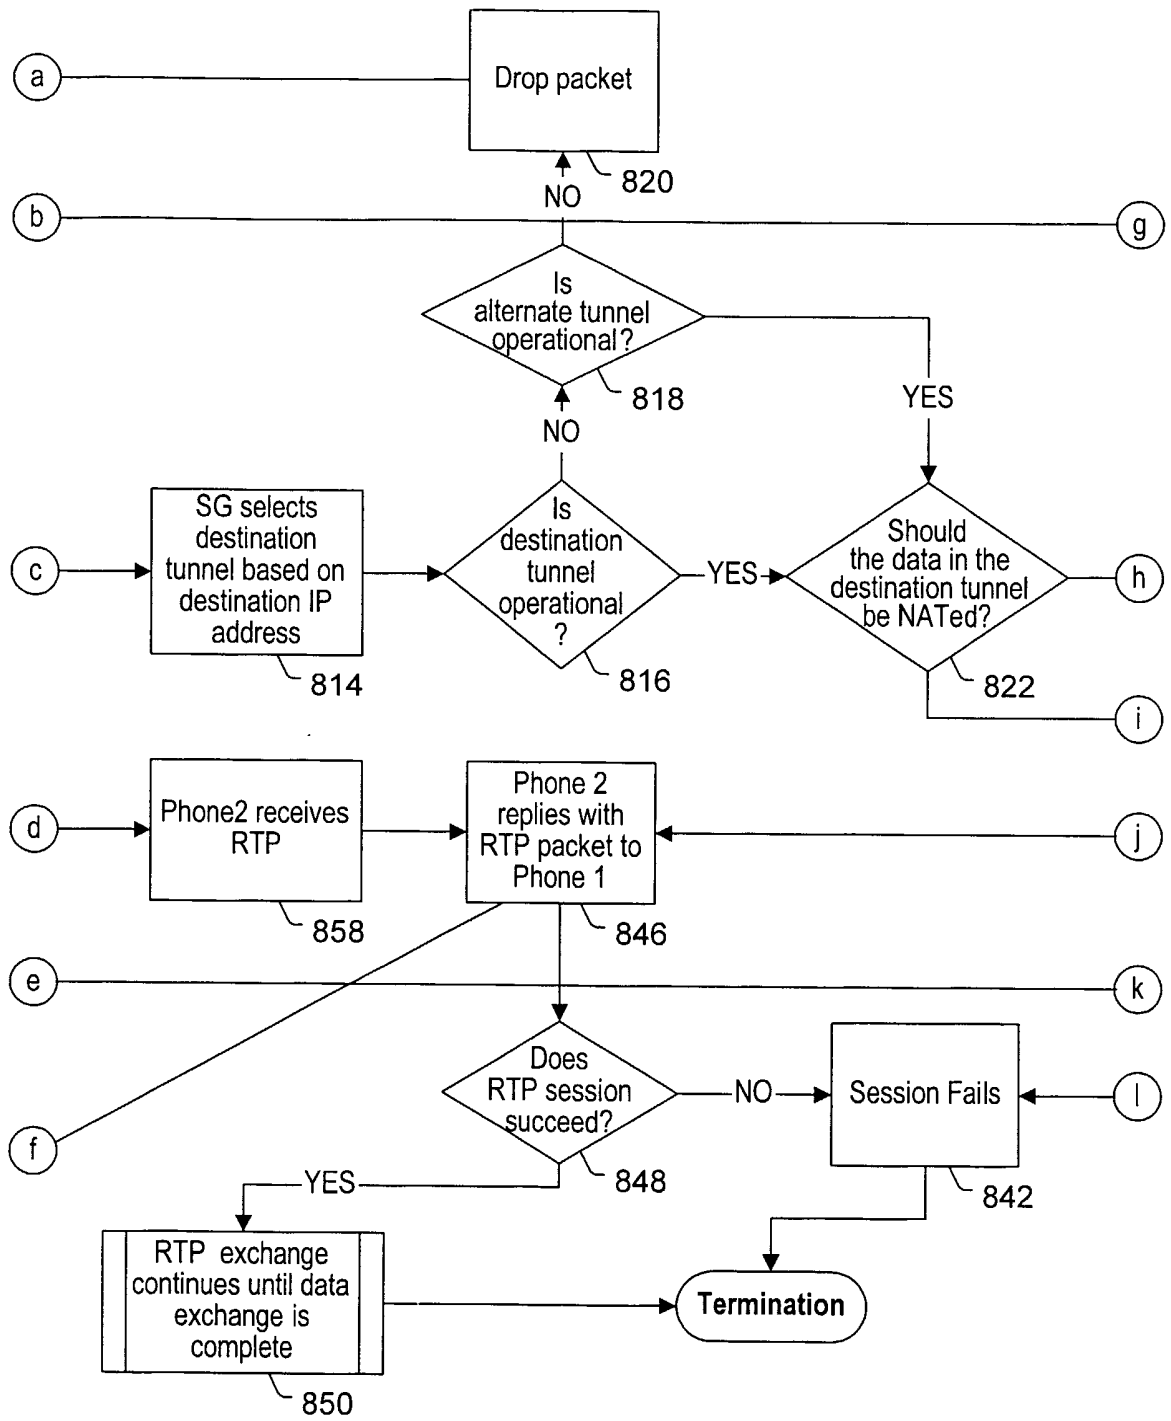 a
Drop packet
820
NO
b
g
Is
alternate tunnel
operational?
818
YES
NO
c
SG selects
destination
tunnel based on
destination IP
address
814
Is
destination
tunnel
operational
?
816
YES
Should
the data in the
destination tunnel
be NATed?
822
h
i
d
Phone2 receives
RTP
858
Phone 2
replies with
RTP packet to
Phone 1
846
j
e
k
Does
RTP session
succeed?
848
NO
Session Fails
842
l
f
YES
RTP exchange
continues until data
exchange is
complete
850
Termination